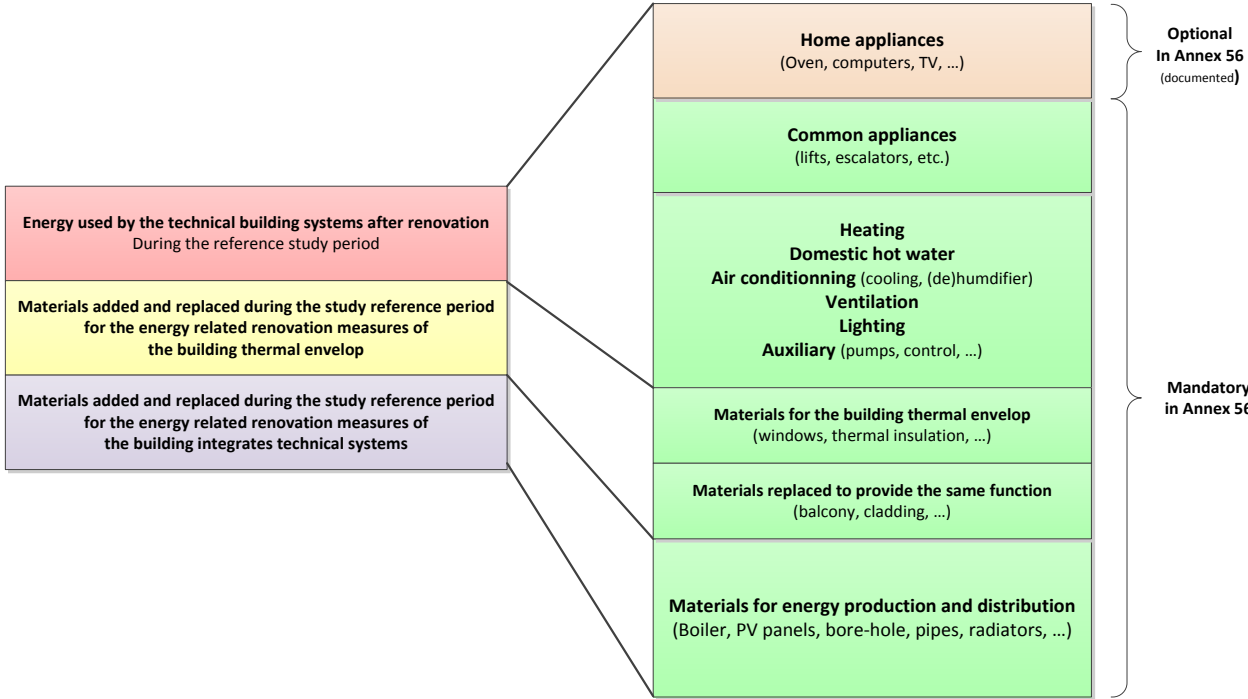 Home appliances
(Oven, computers, TV, ...)
Optional
In Annex 56
(documented)
Common appliances
(lifts, escalators, etc.)
Energy used by the technical building systems after renovation
During the reference study period
Materials added and replaced during the study reference period
for the energy related renovation measures of
the building thermal envelop
Materials added and replaced during the study reference period
for the energy related renovation measures of
the building integrates technical systems
Heating
Domestic hot water
Air conditionning (cooling, (de)humdifier)
Ventilation
Lighting
Auxiliary (pumps, control, ...)
Materials for the building thermal envelop
(windows, thermal insulation, ...)
Materials replaced to provide the same function
(balcony, cladding, ...)
Materials for energy production and distribution
(Boiler, PV panels, bore-hole, pipes, radiators, ...)
Mandatory
in Annex 56